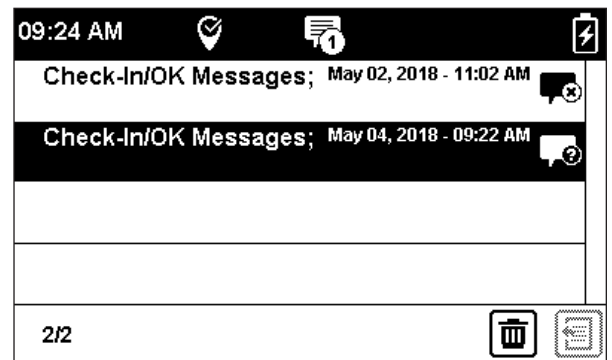 09:24 AM 1
Check-In/OK Messages; May 02, 2018 - 11:02 AM
Check-In/OK Messages; May 04, 2018 - 09:22 AM ?
2/2